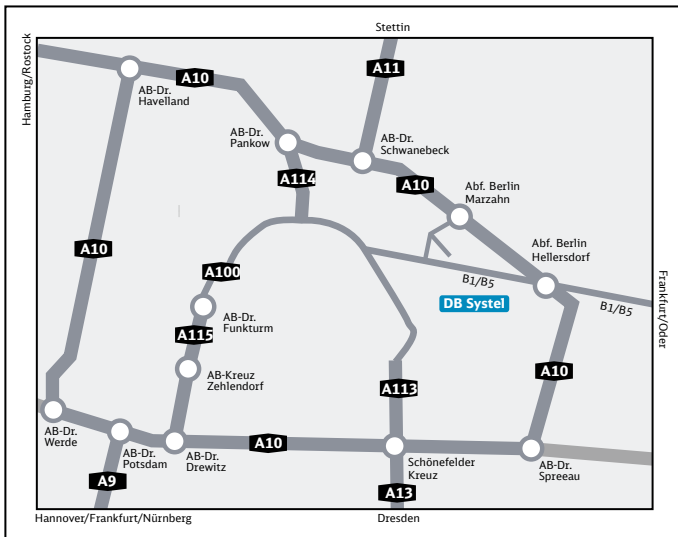 Stettin
Hamburg/Rostock
A10
A11
AB-Dr.
Havelland
AB-Dr.
Pankow
AB-Dr.
Schwanebeck
A114
A10
Abf. Berlin
Marzahn
A10
Abf. Berlin
Hellersdorf
A100
B1/B5
DB Systel
B1/B5
Frankfurt/Oder
AB-Dr.
Funkturm
A115
AB-Kreuz
Zehlendorf
A113
A10
AB-Dr.
Werde
AB-Dr.
Potsdam
AB-Dr.
Drewitz
A10
Schönefelder
Kreuz
AB-Dr.
Spreeau
A9
A13
Hannover/Frankfurt/Nürnberg
Dresden